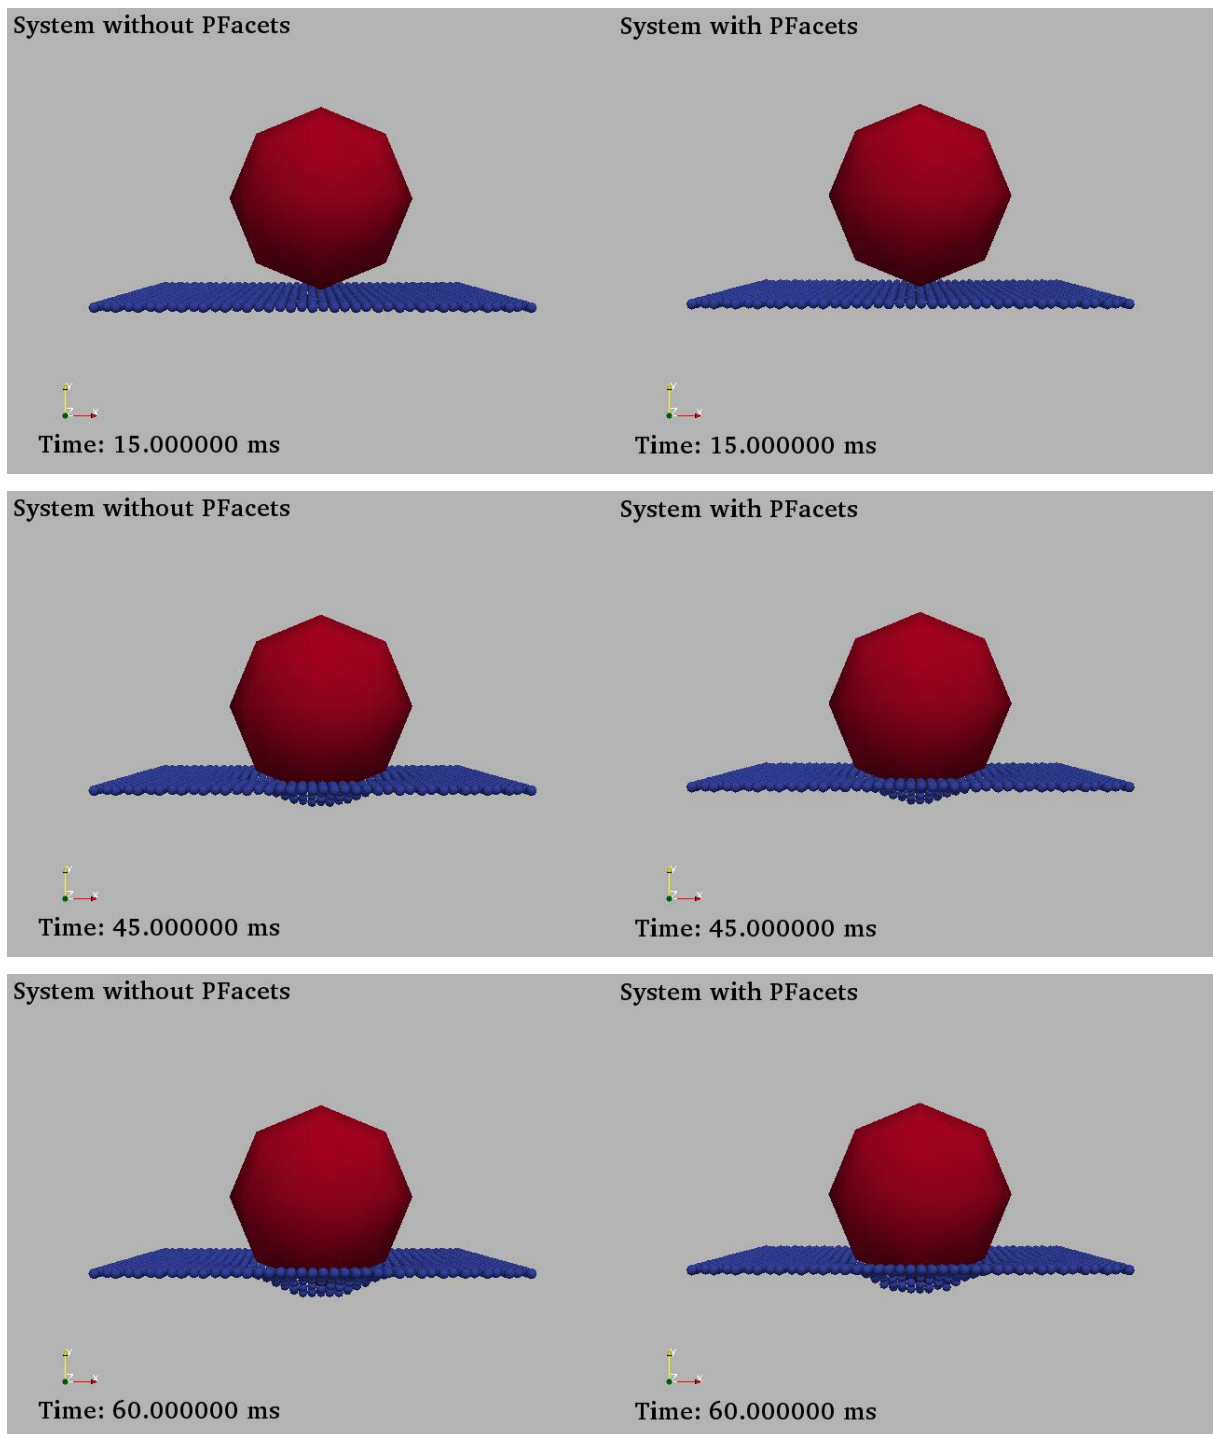 System without PFacets
System with PFacets
Y
Z X
Y
Z X
Time: 15.000000 ms
Time: 15.000000 ms
System without PFacets
System with PFacets
Y
Z X
Y
Z X
Time: 45.000000 ms
Time: 45.000000 ms
System without PFacets
System with PFacets
Y
Z X
Y
Z X
Time: 60.000000 ms
Time: 60.000000 ms